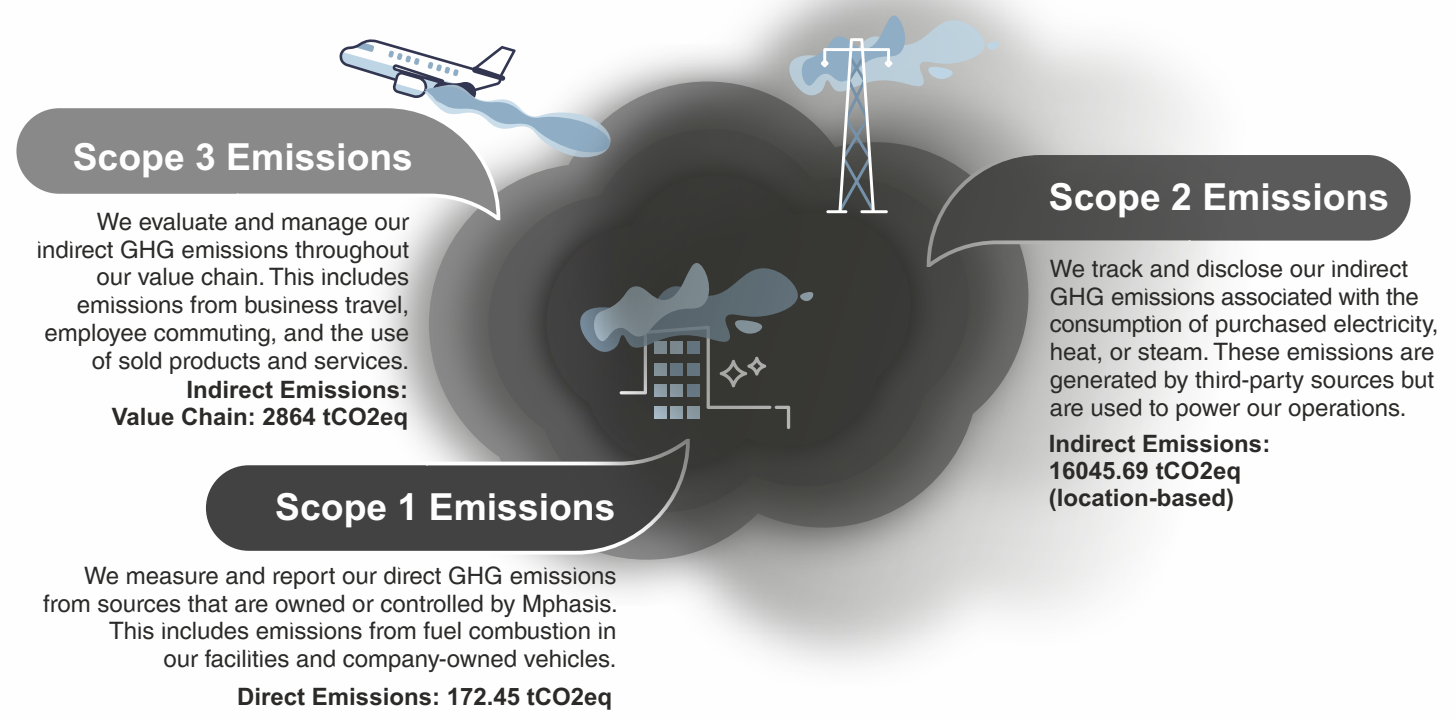 Scope 3 Emissions
We evaluate and manage our
indirect GHG emissions throughout
our value chain. This includes
emissions from business travel,
employee commuting, and the use
of sold products and services.
Indirect Emissions:
Value Chain: 2864 tCO2eq
Scope 2 Emissions
We track and disclose our indirect
GHG emissions associated with the
consumption of purchased electricity,
heat, or steam. These emissions are
generated by third-party sources but
are used to power our operations.
Indirect Emissions:
16045.69 tCO2eq
(location-based)
Scope 1 Emissions
We measure and report our direct GHG emissions
from sources that are owned or controlled by Mphasis.
This includes emissions from fuel combustion in
our facilities and company-owned vehicles.
Direct Emissions: 172.45 tCO2eq